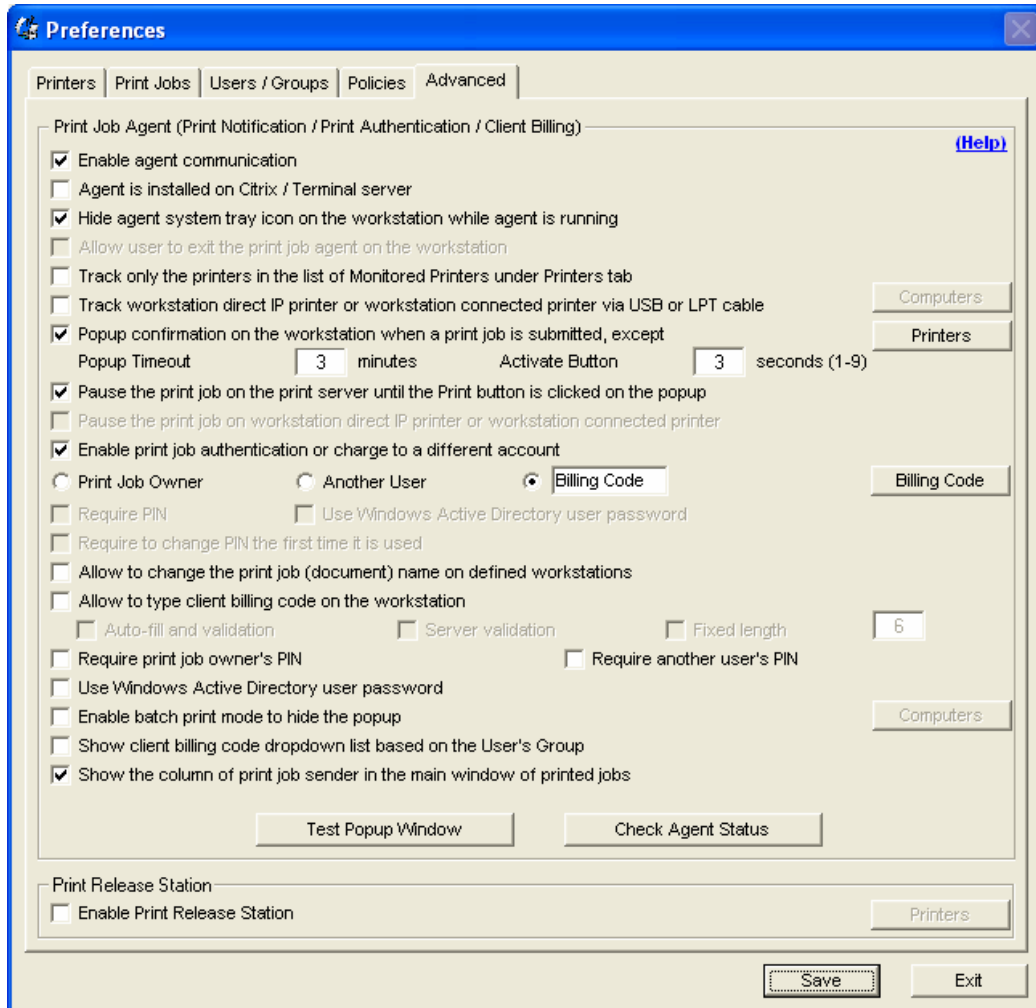 Preferences
Printers Print Jobs Users / Groups Policies Advanced
Print Job Agent (Print Notification / Print Authentication / Client Billing)
(Help)
Enable agent communication
Agent is installed on Citrix / Terminal server
Hide agent system tray icon on the workstation while agent is running
Allow user to exit the print job agent on the workstation
Track only the printers in the list of Monitored Printers under Printers tab
Track workstation direct IP printer or workstation connected printer via USB or LPT cable Computers
Popup confirmation on the workstation when a print job is submitted, except Printers
Popup Timeout 3 minutes Activate Button 3 seconds (1-9)
Pause the print job on the print server until the Print button is clicked on the popup
Pause the print job on workstation direct IP printer or workstation connected printer
Enable print job authentication or charge to a different account
Print Job Owner Another User Billing Code Billing Code
Require PIN Use Windows Active Directory user password
Require to change PIN the first time it is used
Allow to change the print job (document) name on defined workstations
Allow to type client billing code on the workstation
Auto-fill and validation Server validation Fixed length 6
Require print job owner's PIN Require another user's PIN
Use Windows Active Directory user password
Enable batch print mode to hide the popup Computers
Show client billing code dropdown list based on the User's Group
Show the column of print job sender in the main window of printed jobs
Test Popup Window Check Agent Status
Print Release Station
Enable Print Release Station Printers
Save Exit